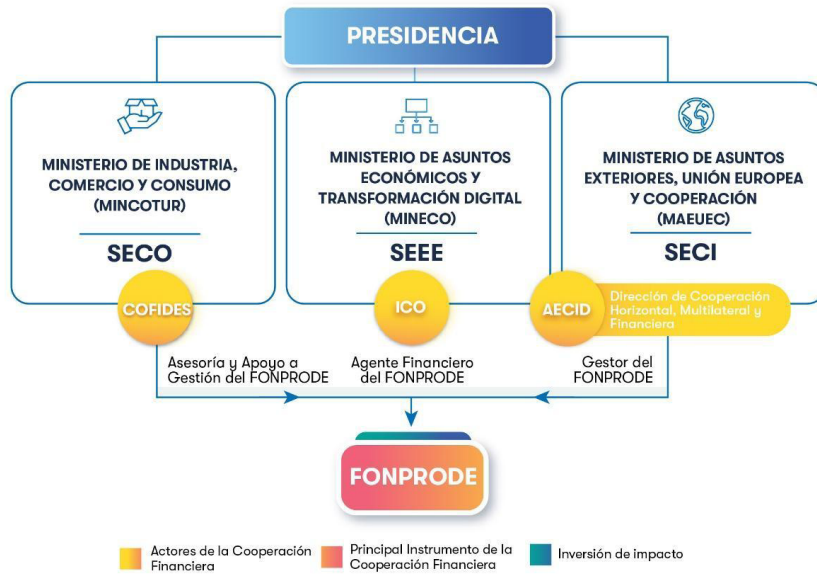 PRESIDENCIA
MINISTERIO DE INDUSTRIA,
COMERCIO Y CONSUMO
(MINCOTUR)
SECO
COFIDES
Asesoría y Apoyo a
Gestión del FONPRODE
MINISTERIO DE ASUNTOS
ECONÓMICOS Y
TRANSFORMACIÓN DIGITAL
(MINECO)
SEEE
ICO
Agente Financiero
del FONPRODE
MINISTERIO DE ASUNTOS
EXTERIORES, UNIÓN EUROPEA
Y COOPERACIÓN
(MAEUEC)
SECI
AECID
Dirección de Cooperación
Horizontal, Multilateral y
Financiera
Gestor del
FONPRODE
FONPRODE
Actores de la Cooperación
Financiera
Principal Instrumento de la
Cooperación Financiera
Inversión de impacto